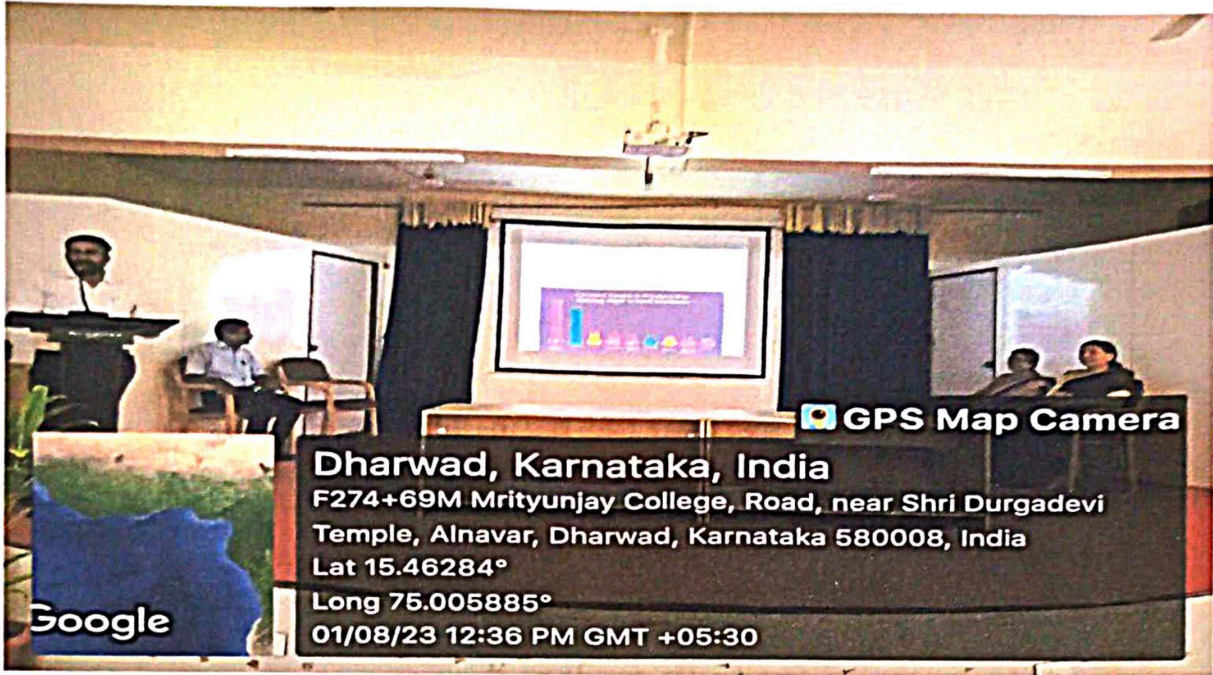 GPS Map Camera
Dharwad, Karnataka, India
F274+69M Mrityunjay College, Road, near Shri Durgadevi
Temple, Alnavar, Dharwad, Karnataka 580008, India
Lat 15.46284°
Long 75.005885°
01/08/23 12:36 PM GMT +05:30
Google